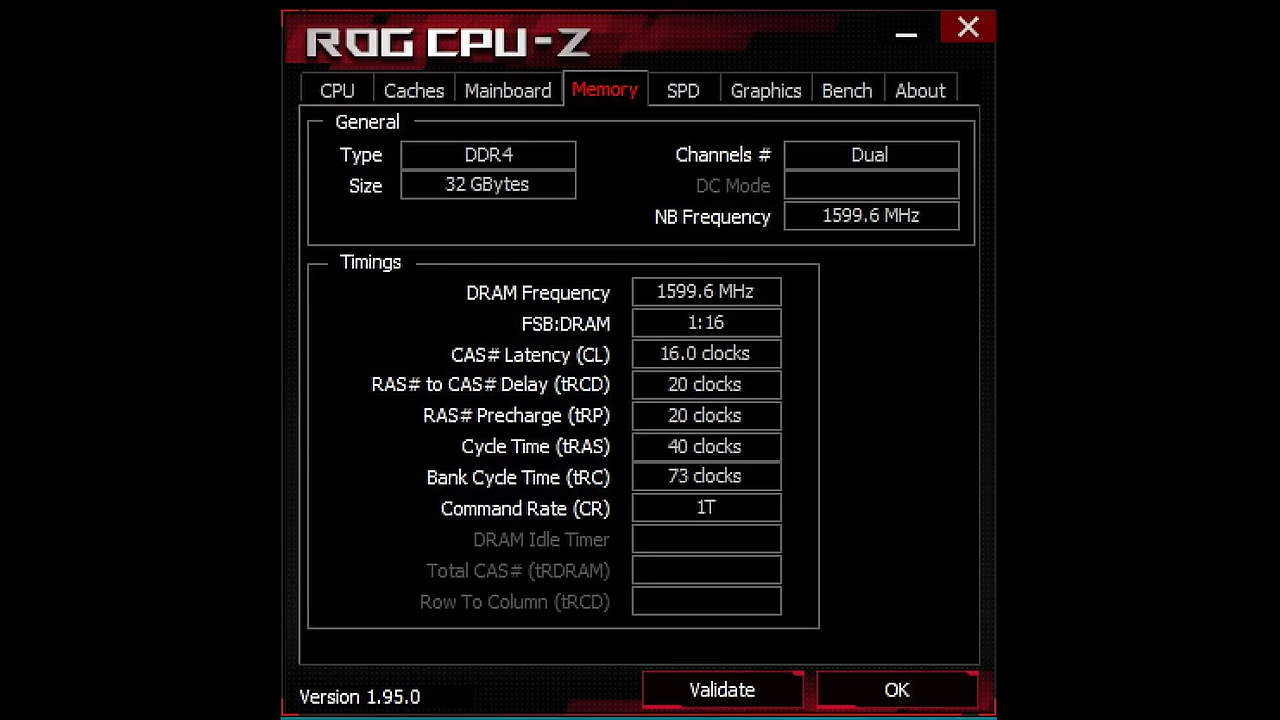 ROG CPU-Z
CPU Caches Mainboard Memory SPD Graphics Bench About
General
Type DDR4 Channels # Dual
Size 32 GBytes DC Mode
NB Frequency 1599.6 MHz
Timings
DRAM Frequency 1599.6 MHz
FSB:DRAM 1:16
CAS# Latency (CL) 16.0 clocks
RAS# to CAS# Delay (tRCD) 20 clocks
RAS# Precharge (tRP) 20 clocks
Cycle Time (tRAS) 40 clocks
Bank Cycle Time (tRC) 73 clocks
Command Rate (CR) 1T
DRAM Idle Timer
Total CAS# (tRDRAM)
Row To Column (tRCD)
Version 1.95.0 Validate OK